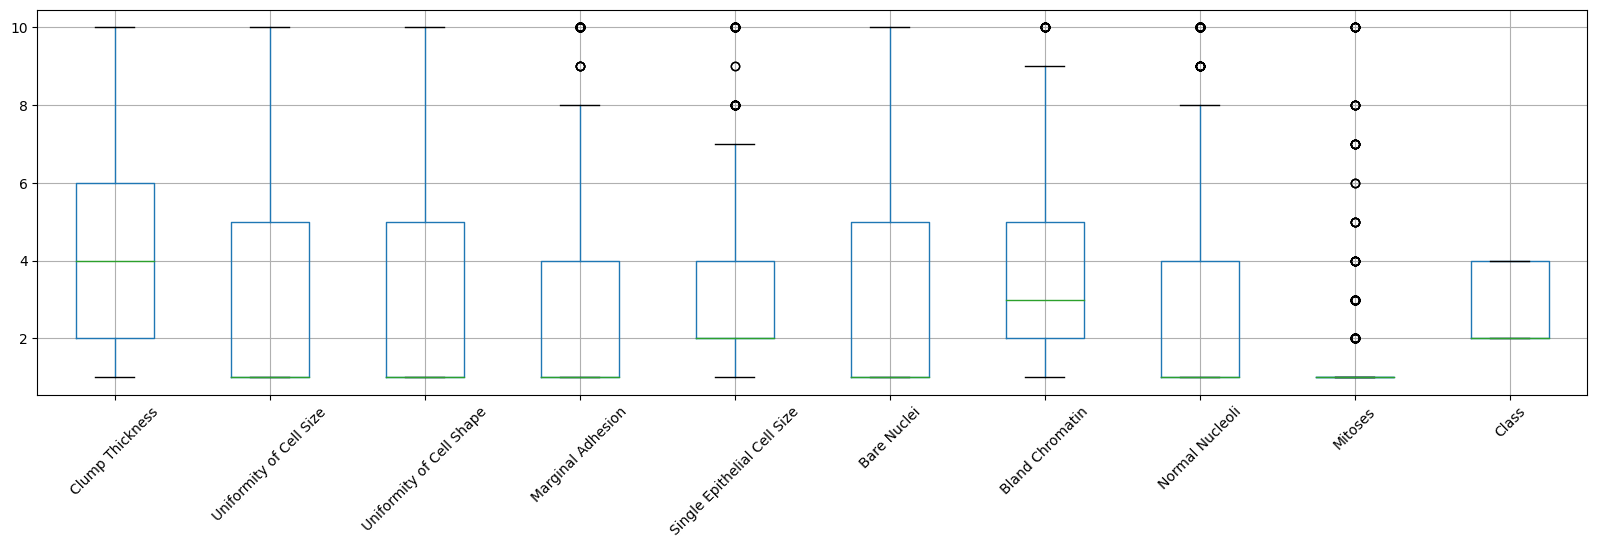 10
8
6
4
2
Clump Thickness
Uniformity of Cell Size
Uniformity of Cell Shape
Marginal Adhesion
Single Epithelial Cell Size
Bare Nuclei
Bland Chromatin
Normal Nucleoli
Mitoses
Class